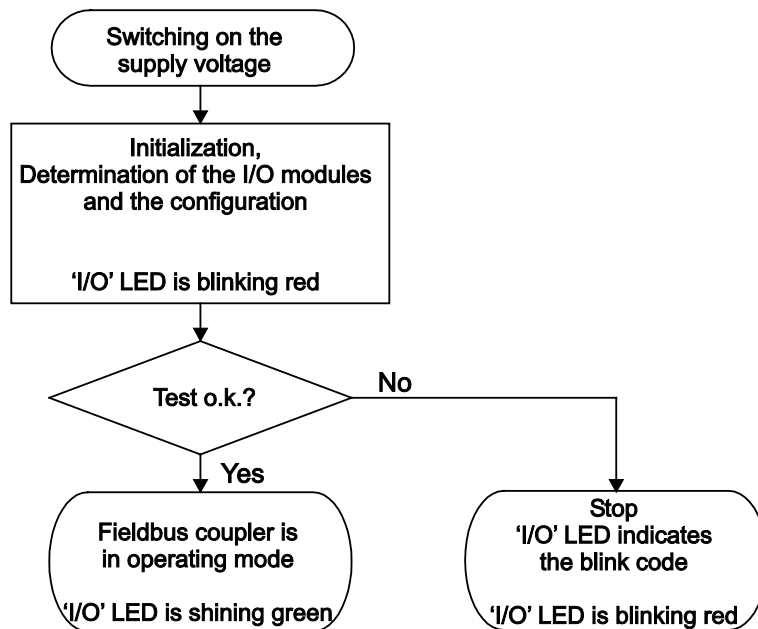 Switching on the
supply voltage
Initialization,
Determination of the I/O modules
and the configuration
‘I/O’ LED is blinking red
Test o.k.?
No
Yes
Fieldbus coupler is
in operating mode
‘I/O’ LED is shining green
Stop
‘I/O’ LED indicates
the blink code
‘I/O’ LED is blinking red